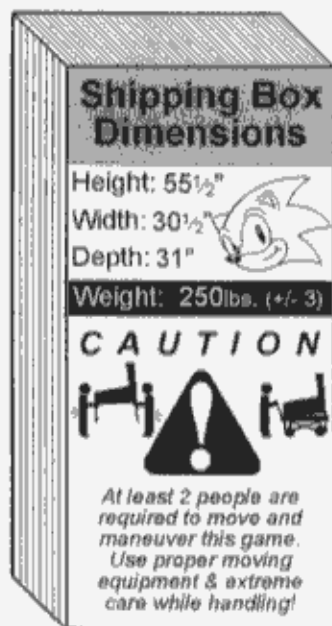 Shipping Box
Dimensions
Height: 55½"
Width: 30½"
Depth: 31"
Weight: 250lbs. (+/- 3)
CAUTION
!
At least 2 people are
required to move and
maneuver this game.
Use proper moving
equipment & extreme
care while handling!